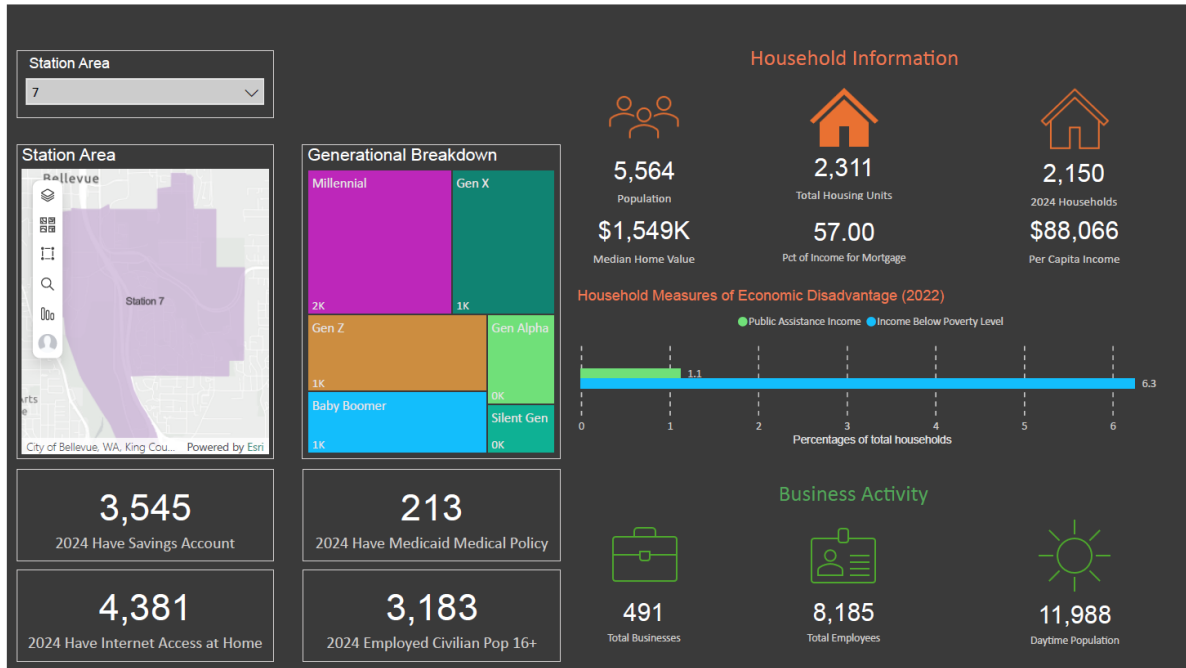 Station Area
7
Station Area
Bellevue
Station 7
Arts
City of Bellevue, WA, King Cou...
Powered by Esri
Generational Breakdown
Millennial
2K
Gen X
1K
Gen Z
1K
Gen Alpha
0K
Baby Boomer
1K
Silent Gen
0K
3,545
2024 Have Savings Account
213
2024 Have Medicaid Medical Policy
4,381
2024 Have Internet Access at Home
3,183
2024 Employed Civilian Pop 16+
Household Information
5,564
Population
2,311
Total Housing Units
2,150
2024 Households
$1,549K
Median Home Value
57.00
Pct of Income for Mortgage
$88,066
Per Capita Income
Household Measures of Economic Disadvantage (2022)
Public Assistance Income
Income Below Poverty Level
1.1
6.3
0 1 2 3 4 5 6
Percentages of total households
Business Activity
491
Total Businesses
8,185
Total Employees
11,988
Daytime Population